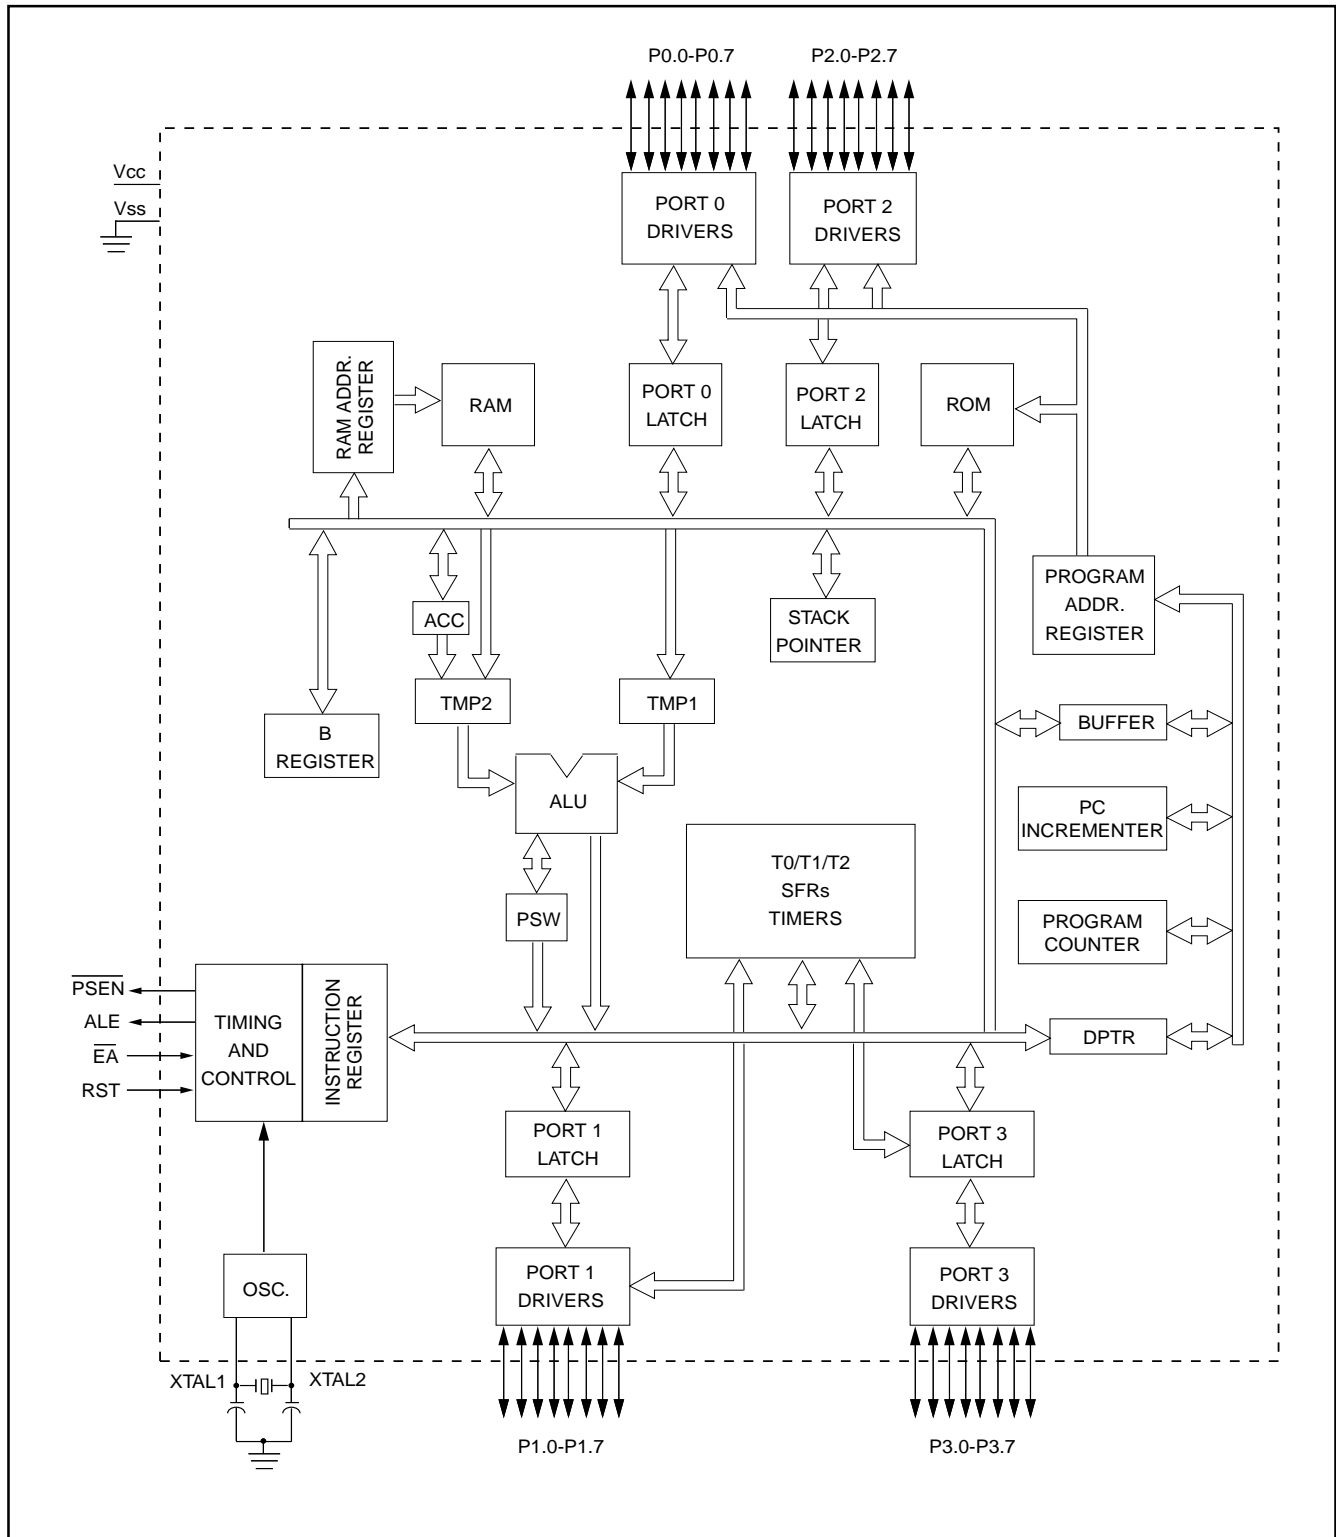 P0.0-P0.7
P2.0-P2.7
Vcc
Vss
PORT 0
DRIVERS
PORT 2
DRIVERS
RAM ADDR.
REGISTER
RAM
PORT 0
LATCH
PORT 2
LATCH
ROM
PROGRAM
ADDR.
REGISTER
ACC
STACK
POINTER
TMP2
TMP1
B
REGISTER
BUFFER
ALU
PC
INCREMENTER
T0/T1/T2
SFRs
TIMERS
PSW
PROGRAM
COUNTER
PSEN
ALE
EA
RST
TIMING
AND
CONTROL
INSTRUCTION
REGISTER
DPTR
PORT 1
LATCH
PORT 3
LATCH
OSC.
PORT 1
DRIVERS
PORT 3
DRIVERS
XTAL1
XTAL2
P1.0-P1.7
P3.0-P3.7